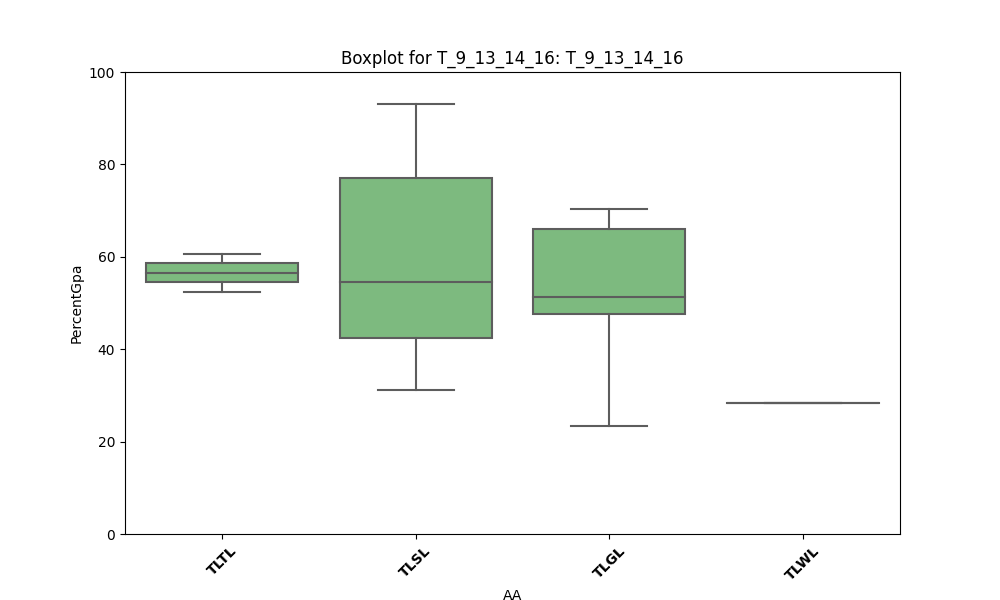 Boxplot for T_9_13_14_16: T_9_13_14_16
100
80
60
40
20
0
PercentGpa
TLTL
TLSL
TLGL
TLWL
AA